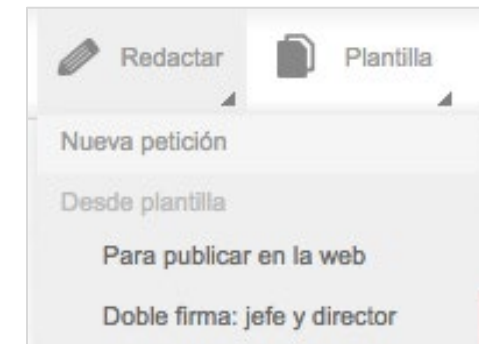 Redactar Plantilla
Nueva petición
Desde plantilla
Para publicar en la web
Doble firma: jefe y director